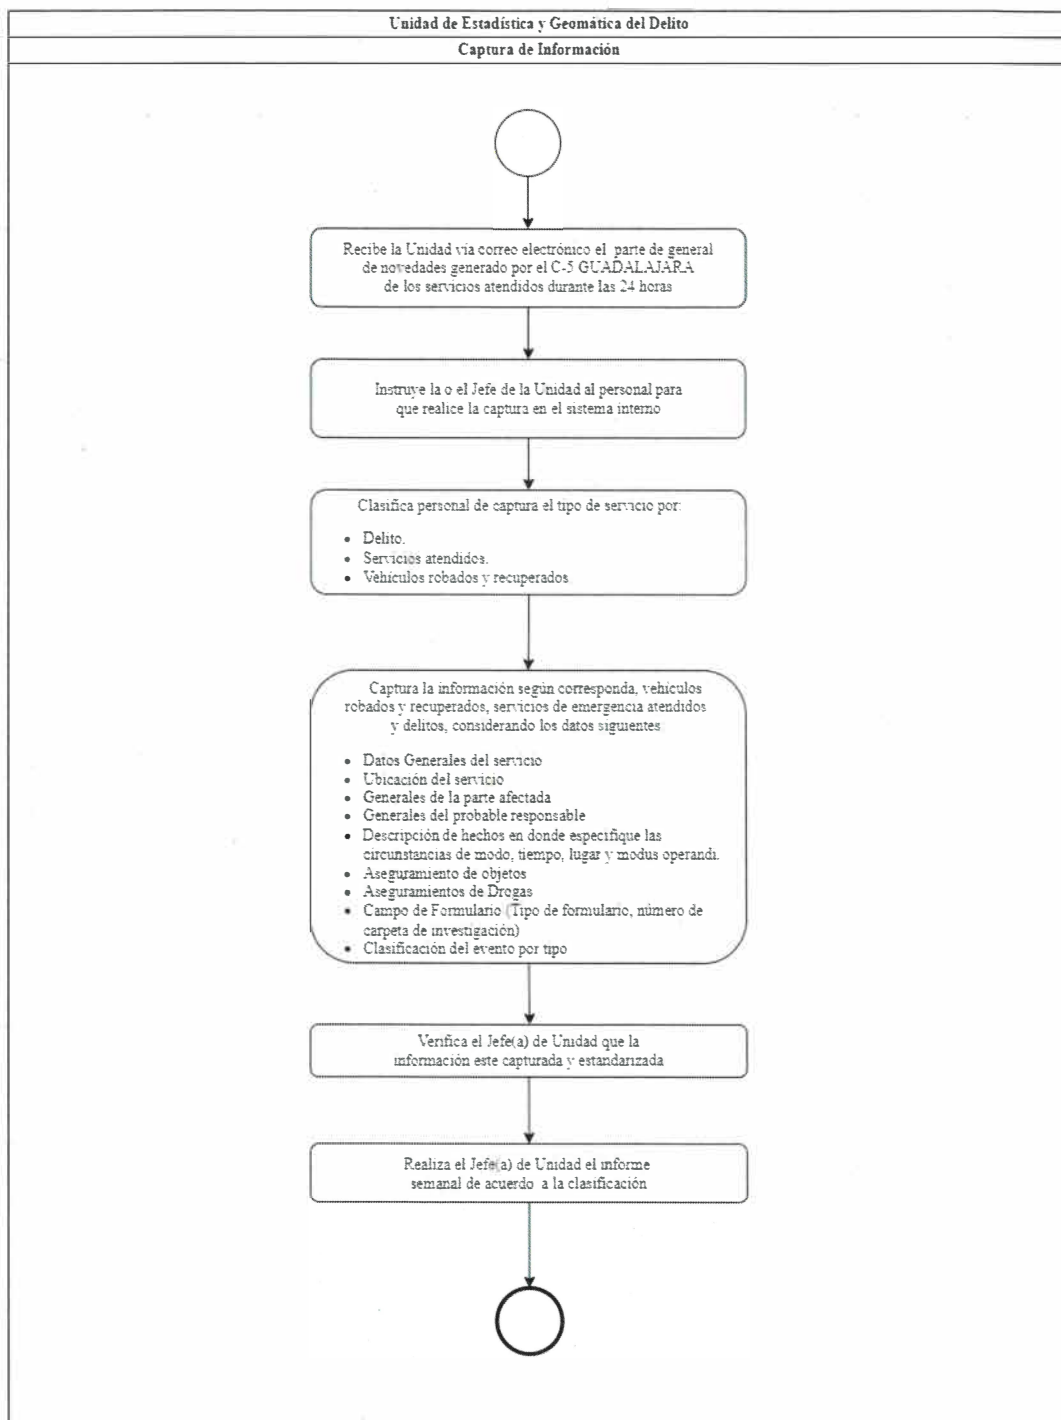 Unidad de Estadística y Geomática del Delito
Captura de Información
Recibe la Unidad vía correo electrónico el parte de general
de novedades generado por el C-5 GUADALAJARA
de los servicios atendidos durante las 24 horas
Instruye la o el Jefe de la Unidad al personal para
que realice la captura en el sistema interno
Clasifica personal de captura el tipo de servicio por:
• Delito.
• Servicios atendidos.
• Vehículos robados y recuperados
Captura la información según corresponda, vehículos
robados y recuperados, servicios de emergencia atendidos
y delitos, considerando los datos siguientes
• Datos Generales del servicio
• Ubicación del servicio
• Generales de la parte afectada
• Generales del probable responsable
• Descripción de hechos en donde especifique las
circunstancias de modo, tiempo, lugar y modus operandi.
• Aseguramiento de objetos
• Aseguramientos de Drogas
• Campo de Formulario (Tipo de formulario, número de
carpeta de investigación)
• Clasificación del evento por tipo
Verifica el Jefe(a) de Unidad que la
información este capturada y estandarizada
Realiza el Jefe(a) de Unidad el informe
semanal de acuerdo a la clasificación